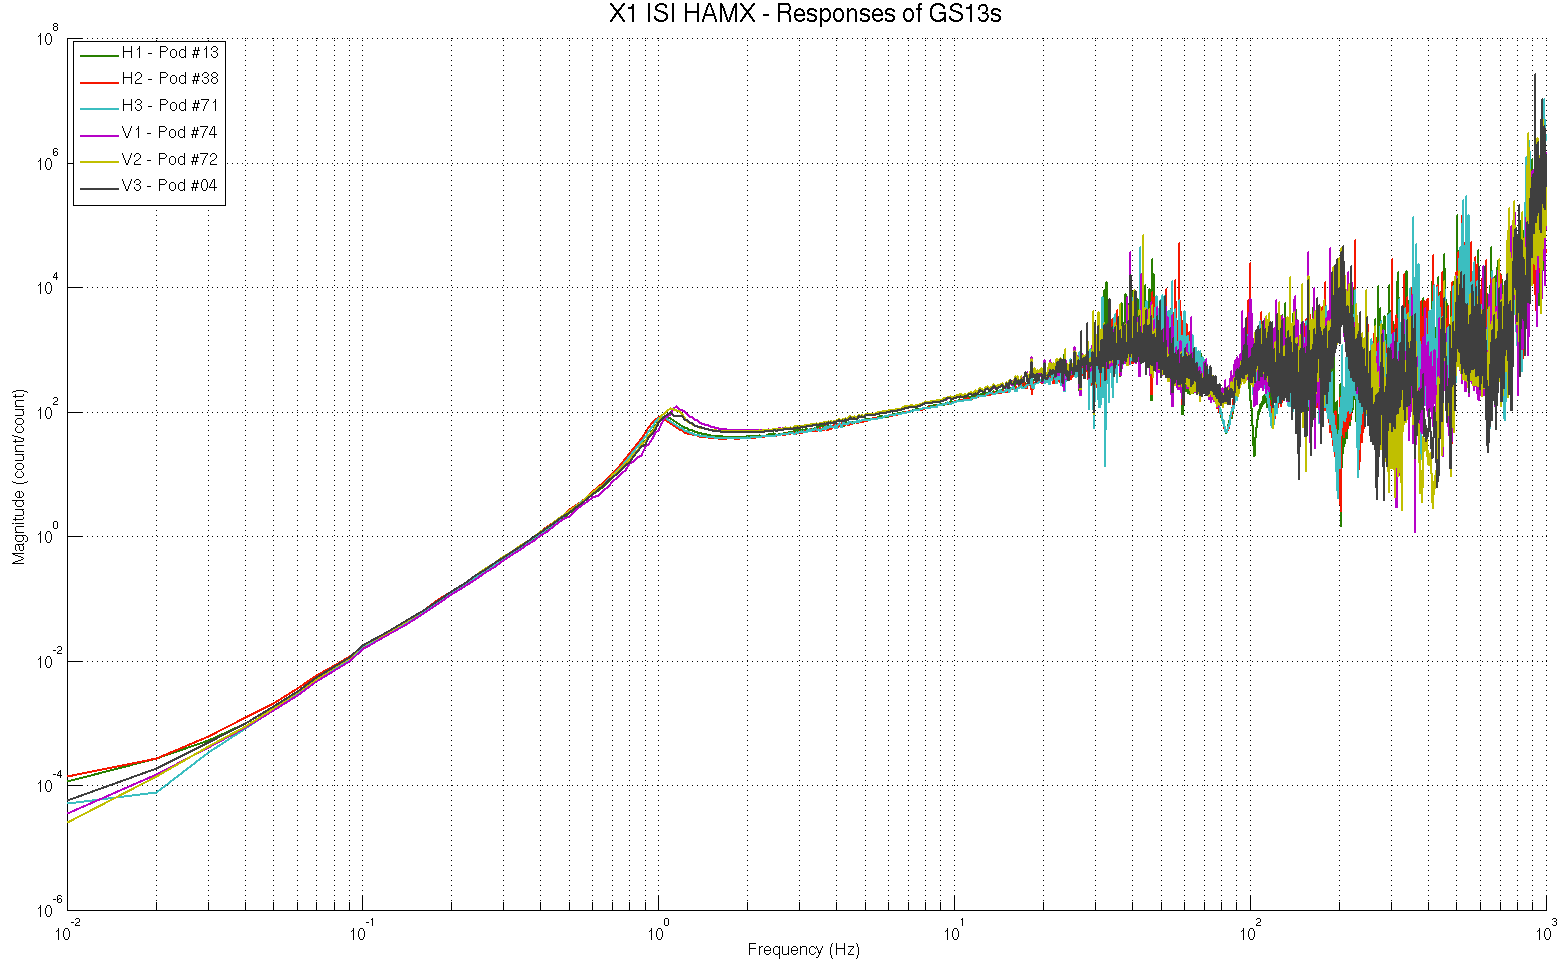 X1 ISI HAMX - Responses of GS13s
H1 - Pod #13
H2 - Pod #38
H3 - Pod #71
V1 - Pod #74
V2 - Pod #72
V3 - Pod #04
Magnitude (count/count)
10^8
10^6
10^4
10^2
10^0
10^-2
10^-4
10^-6
10^-2 10^-1 10^0 10^1 10^2 10^3
Frequency (Hz)